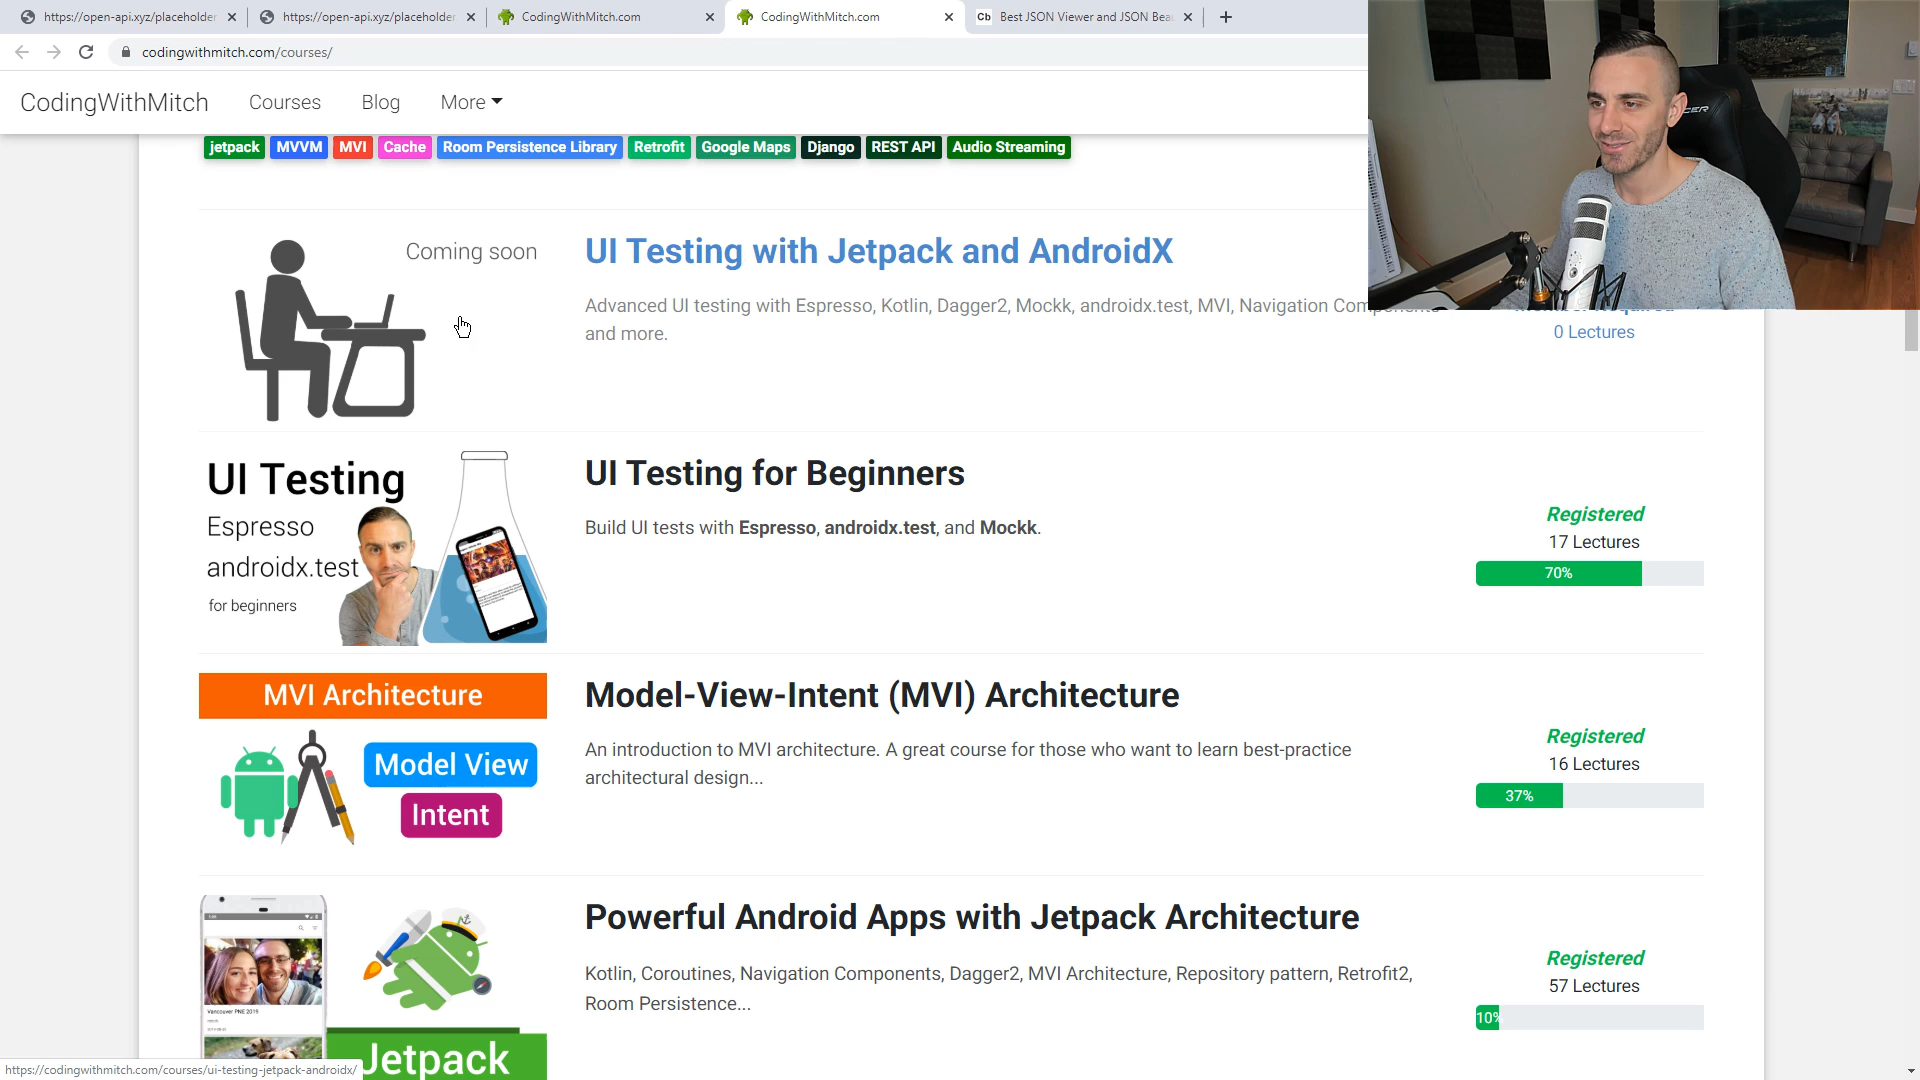 https://open-api.xyz/placeholder
https://open-api.xyz/placeholder
CodingWithMitch.com
CodingWithMitch.com
Cb Best JSON Viewer and JSON Bea
codingwithmitch.com/courses/
CodingWithMitch
Courses
Blog
More
jetpack MVVM MVI Cache Room Persistence Library Retrofit Google Maps Django REST API Audio Streaming
Coming soon
UI Testing with Jetpack and AndroidX
Advanced UI testing with Espresso, Kotlin, Dagger2, Mockk, androidx.test, MVI, Navigation
and more.
0 Lectures
UI Testing
Espresso
androidx.test
for beginners
UI Testing for Beginners
Build UI tests with Espresso, androidx.test, and Mockk.
Registered
17 Lectures
70%
MVI Architecture
Model View
Intent
Model-View-Intent (MVI) Architecture
An introduction to MVI architecture. A great course for those who want to learn best-practice
architectural design...
Registered
16 Lectures
37%
Vancouver PNE 2019
Jetpack
Powerful Android Apps with Jetpack Architecture
Kotlin, Coroutines, Navigation Components, Dagger2, MVI Architecture, Repository pattern, Retrofit2,
Room Persistence...
Registered
57 Lectures
10%
https://codingwithmitch.com/courses/ui-testing-jetpack-androidx/